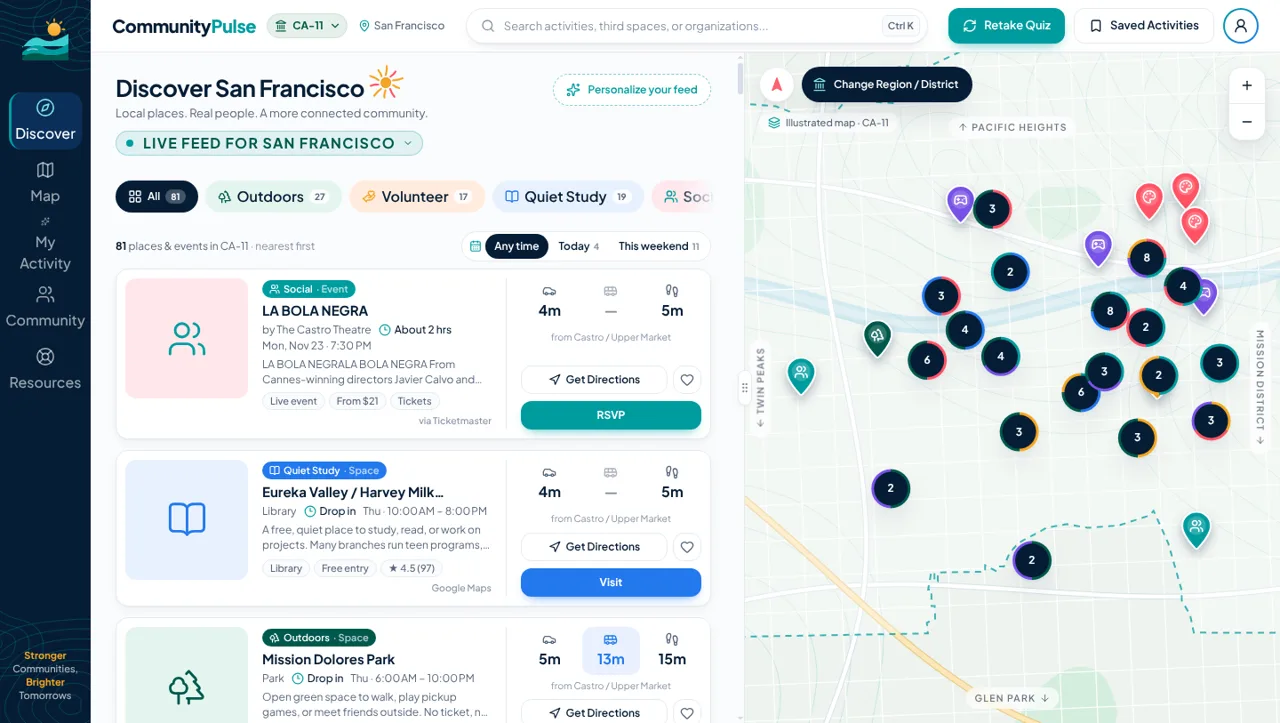 CommunityPulse
CA-11
San Francisco
Search activities, third spaces, or organizations...
Ctrl K
Retake Quiz
Saved Activities
Discover
Map
My
Activity
Community
Resources
Stronger
Communities,
Brighter
Tomorrows
Discover San Francisco
Local places. Real people. A more connected community.
Personalize your feed
LIVE FEED FOR SAN FRANCISCO
All 81
Outdoors 27
Volunteer 17
Quiet Study 19
Soci
81 places & events in CA-11 · nearest first
Any time
Today 4
This weekend 11
Social · Event
LA BOLA NEGRA
by The Castro Theatre About 2 hrs
Mon, Nov 23 · 7:30 PM
LA BOLA NEGRALA BOLA NEGRA From
Cannes-winning directors Javier Calvo and...
Live event
From $21
Tickets
via Ticketmaster
4m
—
5m
from Castro / Upper Market
Get Directions
RSVP
Quiet Study · Space
Eureka Valley / Harvey Milk...
Library Drop in Thu · 10:00 AM – 8:00 PM
A free, quiet place to study, read, or work on
projects. Many branches run teen programs,...
Library
Free entry
★ 4.5 (97)
Google Maps
4m
—
5m
from Castro / Upper Market
Get Directions
Visit
Outdoors · Space
Mission Dolores Park
Park Drop in Thu · 6:00 AM – 10:00 PM
Open green space to walk, play pickup
games, or meet friends outside. No ticket, n...
5m
13m
15m
from Castro / Upper Market
Get Directions
Change Region / District
Illustrated map · CA-11
↑ PACIFIC HEIGHTS
+
−
3
8
2
4
3
8
4
2
6
4
3
3
2
6
3
3
3
2
2
← TWIN PEAKS
MISSION DISTRICT →
GLEN PARK ↓